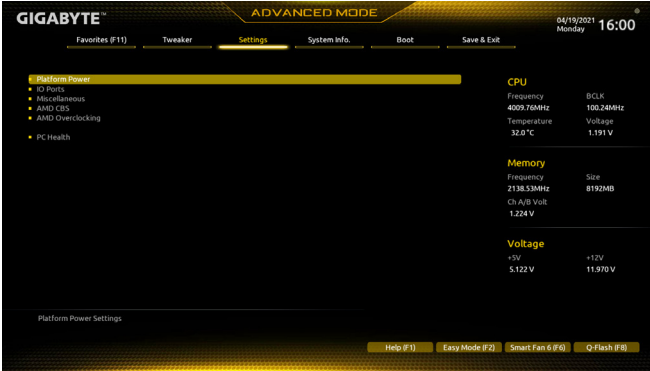 GIGABYTE™
ADVANCED MODE
04/19/2021 Monday 16:00
Favorites (F11) Tweaker Settings System Info. Boot Save & Exit
Platform Power
IO Ports
Miscellaneous
AMD CBS
AMD Overclocking
PC Health
CPU
Frequency BCLK
4009.76MHz 100.24MHz
Temperature Voltage
32.0 °C 1.191 V
Memory
Frequency Size
2138.53MHz 8192MB
Ch A/B Volt
1.224 V
Voltage
+5V +12V
5.122 V 11.970 V
Platform Power Settings
Help (F1) Easy Mode (F2) Smart Fan 6 (F6) Q-Flash (F8)